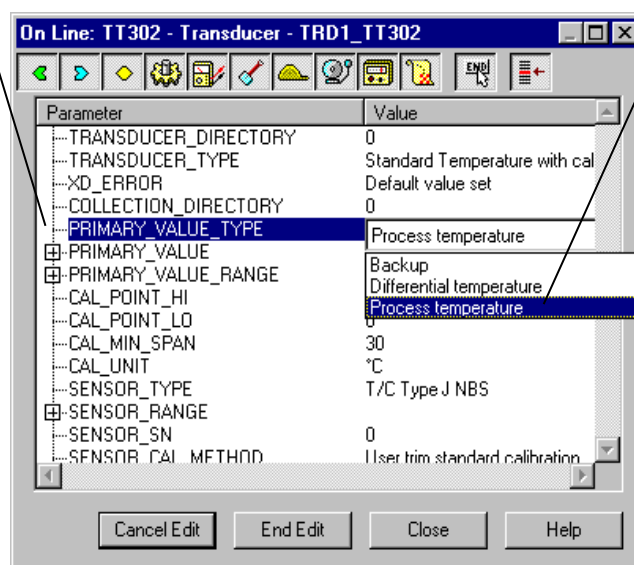 On Line: TT302 - Transducer - TRD1_TT302
END
Parameter Value
TRANSDUCER_DIRECTORY 0
TRANSDUCER_TYPE Standard Temperature with cal
XD_ERROR Default value set
COLLECTION_DIRECTORY 0
PRIMARY_VALUE_TYPE Process temperature
PRIMARY_VALUE Backup
PRIMARY_VALUE_RANGE Differential temperature
CAL_POINT_HI Process temperature
CAL_POINT_LO 0
CAL_MIN_SPAN 30
CAL_UNIT °C
SENSOR_TYPE T/C Type J NBS
SENSOR_RANGE
SENSOR_SN 0
SENSOR_CAL_METHOD User trim standard calibration
Cancel Edit End Edit Close Help